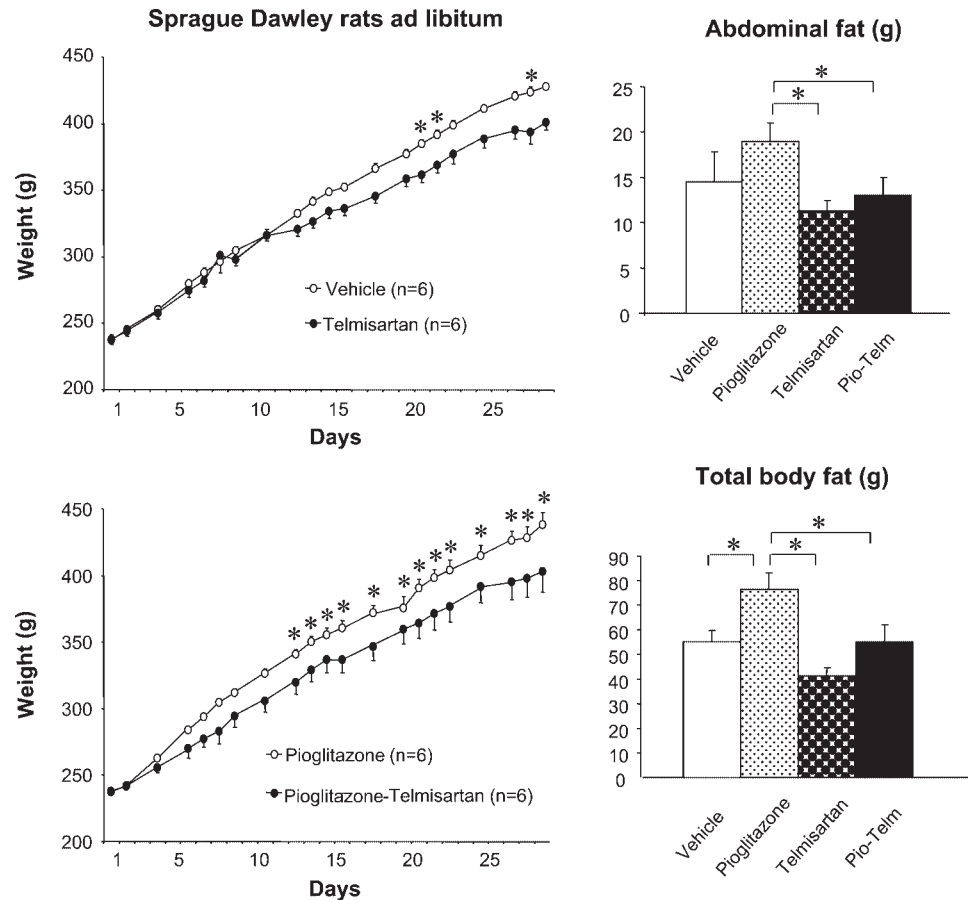 Sprague Dawley rats ad libitum
450
400
350
300
250
200
Weight (g)
* * *
Vehicle (n=6)
Telmisartan (n=6)
1 5 10 15 20 25
Days
Abdominal fat (g)
25
20
15
10
5
0
*
*
Vehicle
Pioglitazone
Telmisartan
Pio-Telm
450
400
350
300
250
200
Weight (g)
* * * * * * * * * * * * *
Pioglitazone (n=6)
Pioglitazone-Telmisartan (n=6)
1 5 10 15 20 25
Days
Total body fat (g)
90
80
70
60
50
40
30
20
10
0
*
* *
Vehicle
Pioglitazone
Telmisartan
Pio-Telm